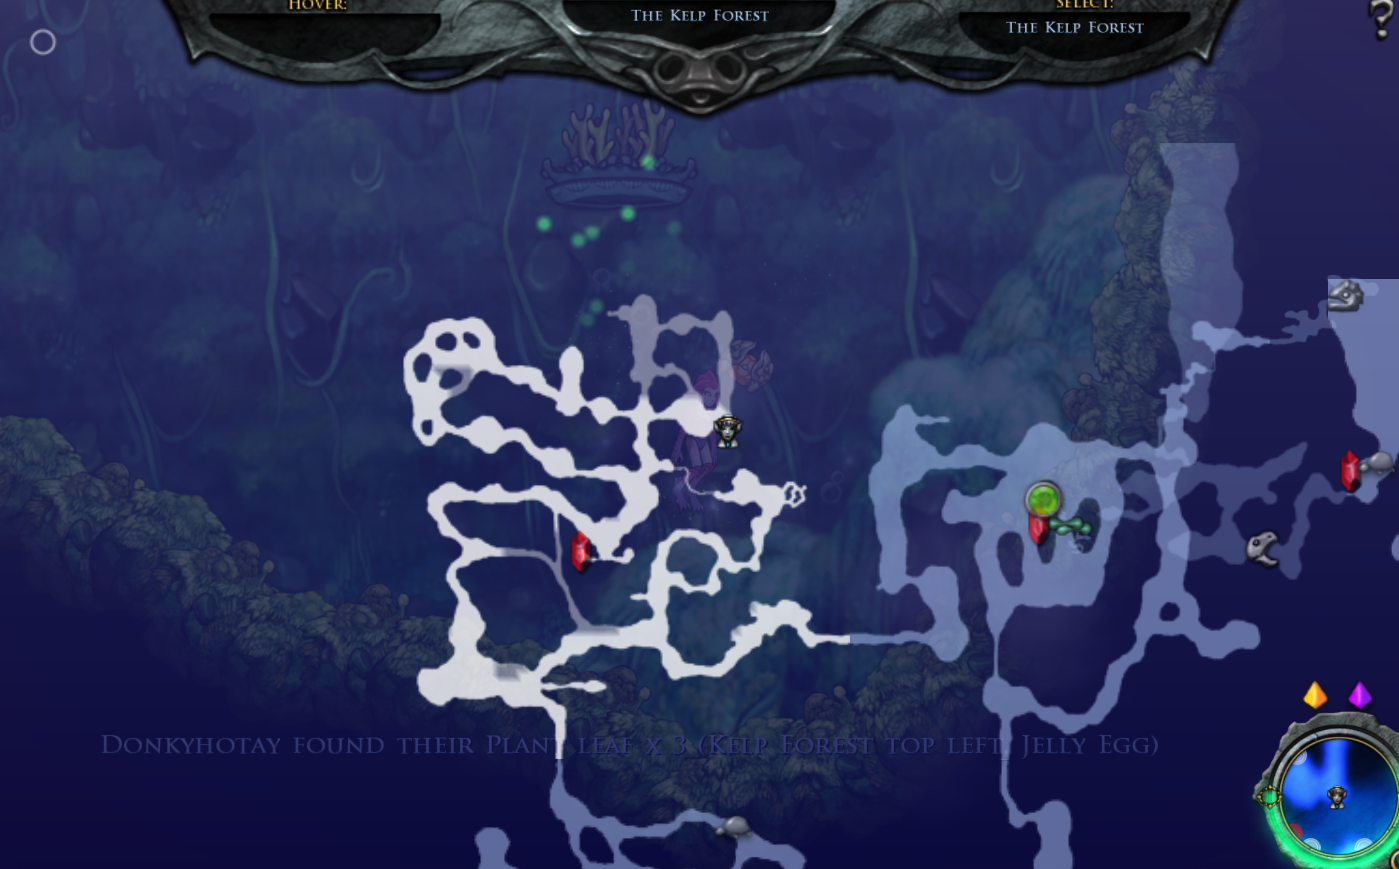 Hover:
The Kelp Forest
Select:
The Kelp Forest
?
Donkyhotay found their Plant leaf x 3 (Kelp Forest top left, Jelly Egg)